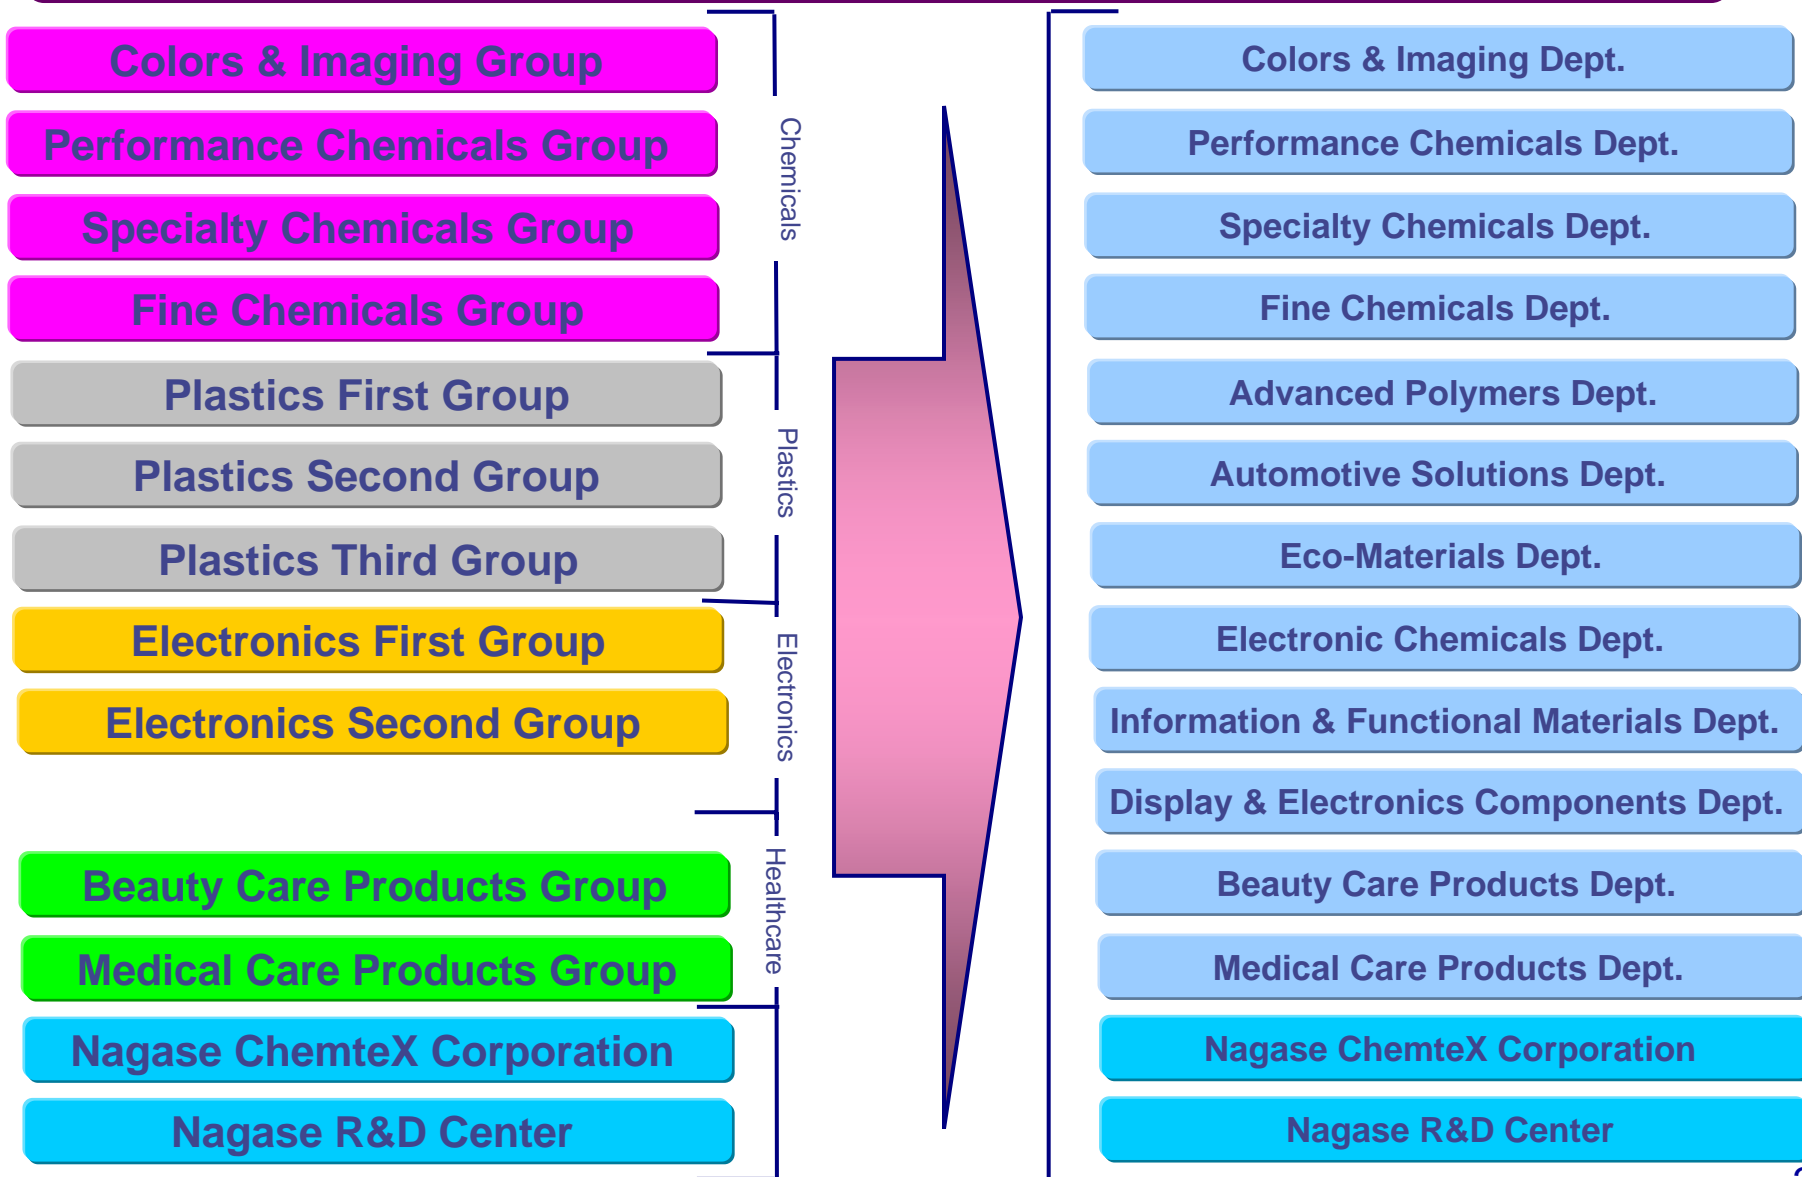 Colors & Imaging Group
Performance Chemicals Group
Specialty Chemicals Group
Fine Chemicals Group
Plastics First Group
Plastics Second Group
Plastics Third Group
Electronics First Group
Electronics Second Group
Beauty Care Products Group
Medical Care Products Group
Nagase ChemteX Corporation
Nagase R&D Center
Chemicals
Plastics
Electronics
Healthcare
Colors & Imaging Dept.
Performance Chemicals Dept.
Specialty Chemicals Dept.
Fine Chemicals Dept.
Advanced Polymers Dept.
Automotive Solutions Dept.
Eco-Materials Dept.
Electronic Chemicals Dept.
Information & Functional Materials Dept.
Display & Electronics Components Dept.
Beauty Care Products Dept.
Medical Care Products Dept.
Nagase ChemteX Corporation
Nagase R&D Center